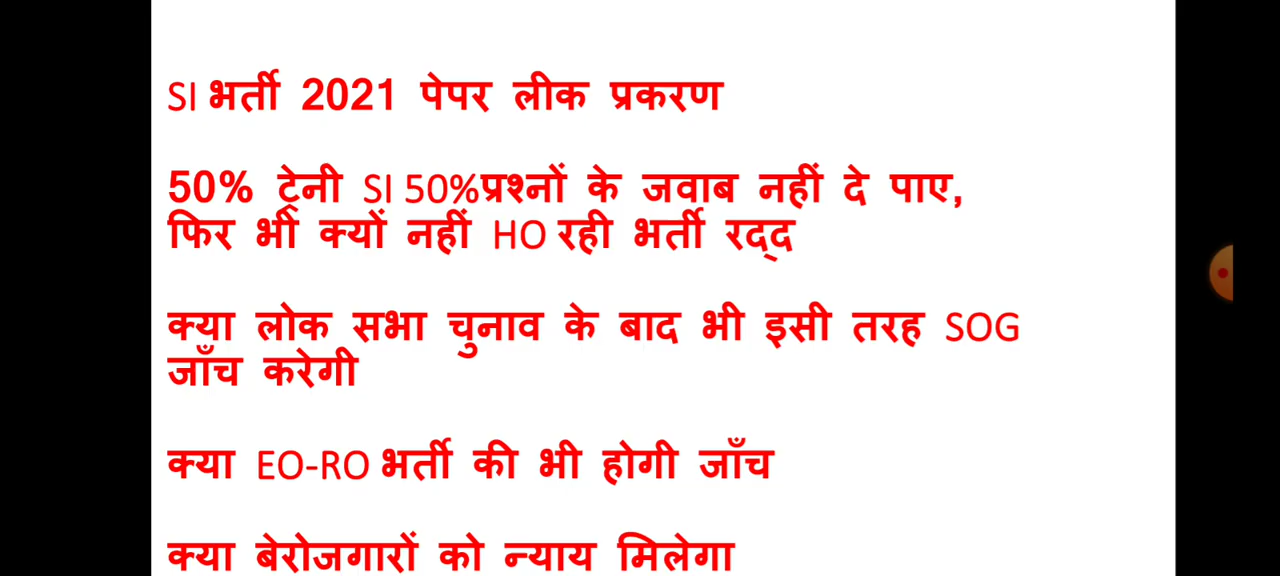 SI भर्ती 2021 पेपर लीक प्रकरण
50% ट्रेनी SI 50%प्रश्नों के जवाब नहीं दे पाए,
फिर भी क्यों नहीं HO रही भर्ती रद्द
क्या लोक सभा चुनाव के बाद भी इसी तरह SOG
जाँच करेगी
क्या EO-RO भर्ती की भी होगी जाँच
क्या बेरोजगारों को न्याय मिलेगा